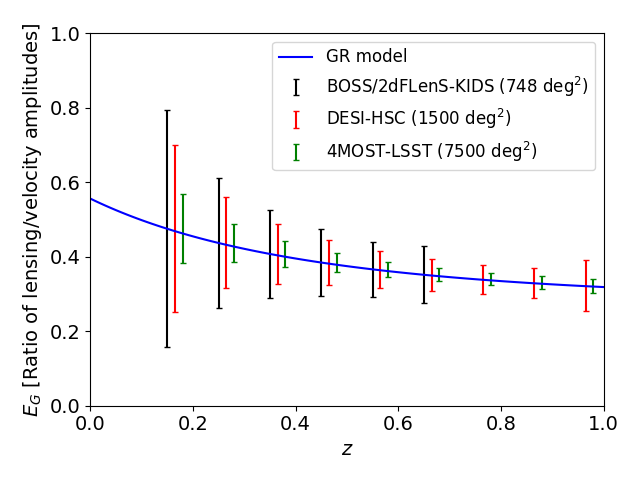 GR model
BOSS/2dFLenS-KIDS (748 deg²)
DESI-HSC (1500 deg²)
4MOST-LSST (7500 deg²)
E_G [Ratio of lensing/velocity amplitudes]
1.0
0.8
0.6
0.4
0.2
0.0
0.0 0.2 0.4 0.6 0.8 1.0
z